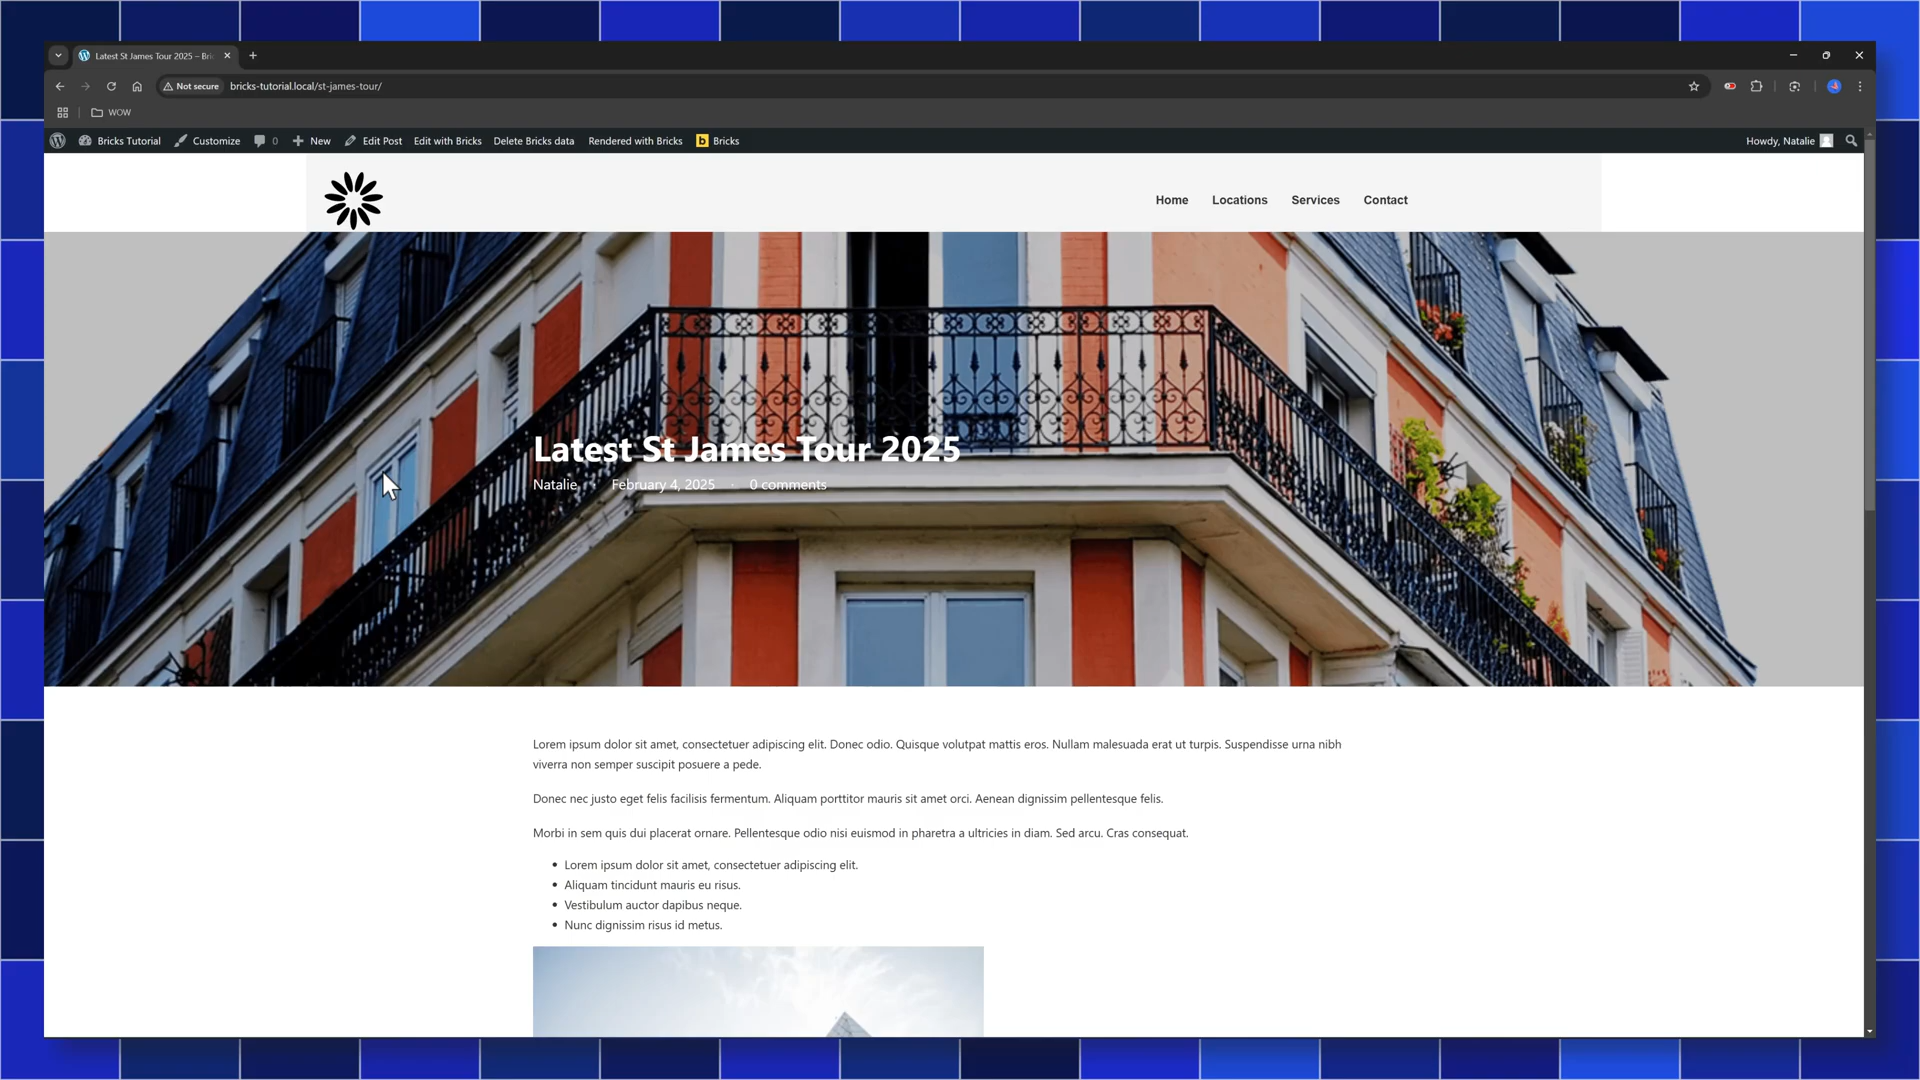 Latest St James Tour 2025 – Bri
Not secure
bricks-tutorial.local/st-james-tour/
WOW
Bricks Tutorial
Customize
0
New
Edit Post
Edit with Bricks
Delete Bricks data
Rendered with Bricks
b
Bricks
Howdy, Natalie
Home
Locations
Services
Contact
Latest St James Tour 2025
Natalie · February 4, 2025 · 0 comments
Lorem ipsum dolor sit amet, consectetuer adipiscing elit. Donec odio. Quisque volutpat mattis eros. Nullam malesuada erat ut turpis. Suspendisse urna nibh
viverra non semper suscipit posuere a pede.
Donec nec justo eget felis facilisis fermentum. Aliquam porttitor mauris sit amet orci. Aenean dignissim pellentesque felis.
Morbi in sem quis dui placerat ornare. Pellentesque odio nisi euismod in pharetra a ultricies in diam. Sed arcu. Cras consequat.
• Lorem ipsum dolor sit amet, consectetuer adipiscing elit.
• Aliquam tincidunt mauris eu risus.
• Vestibulum auctor dapibus neque.
• Nunc dignissim risus id metus.